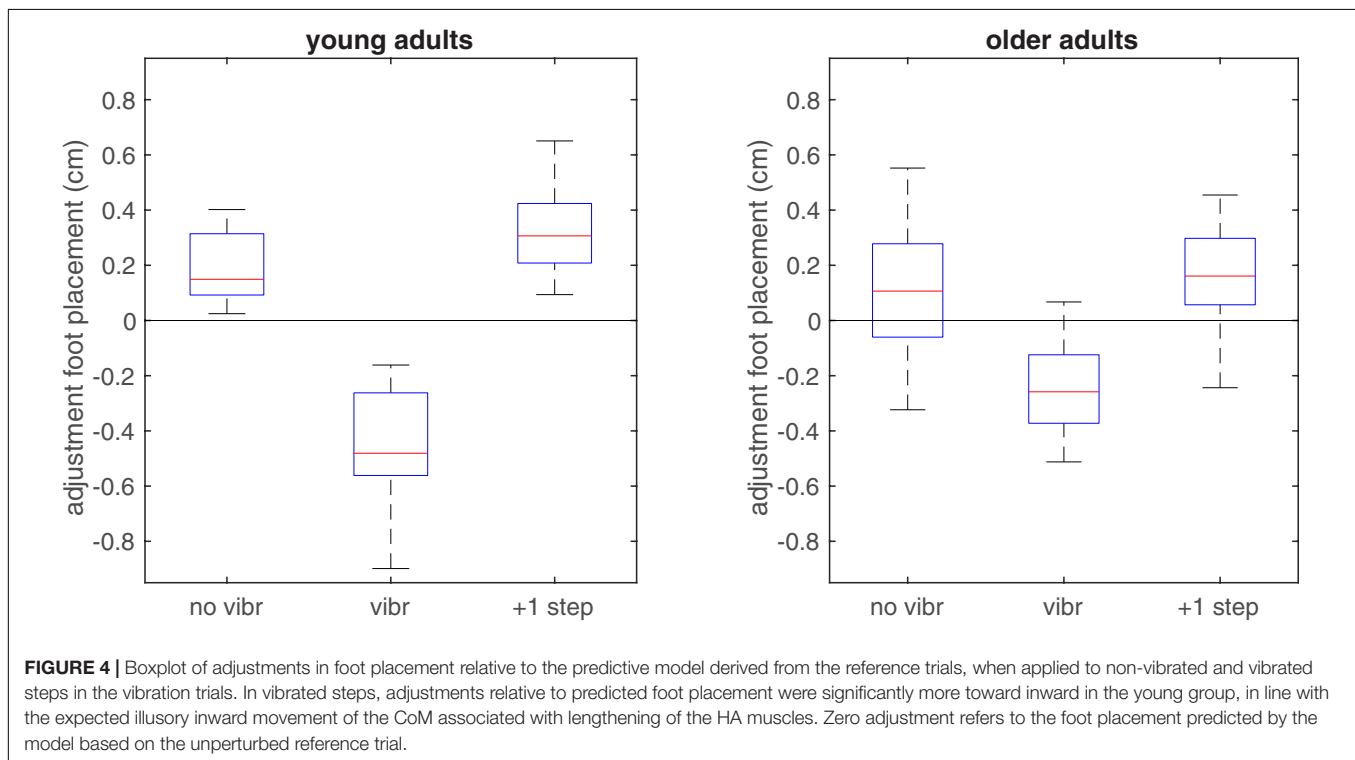 young adults
adjustment foot placement (cm)
0.8
0.6
0.4
0.2
0
-0.2
-0.4
-0.6
-0.8
no vibr vibr +1 step
older adults
adjustment foot placement (cm)
0.8
0.6
0.4
0.2
0
-0.2
-0.4
-0.6
-0.8
no vibr vibr +1 step
FIGURE 4 | Boxplot of adjustments in foot placement relative to the predictive model derived from the reference trials, when applied to non-vibrated and vibrated
steps in the vibration trials. In vibrated steps, adjustments relative to predicted foot placement were significantly more toward inward in the young group, in line with
the expected illusory inward movement of the CoM associated with lengthening of the HA muscles. Zero adjustment refers to the foot placement predicted by the
model based on the unperturbed reference trial.